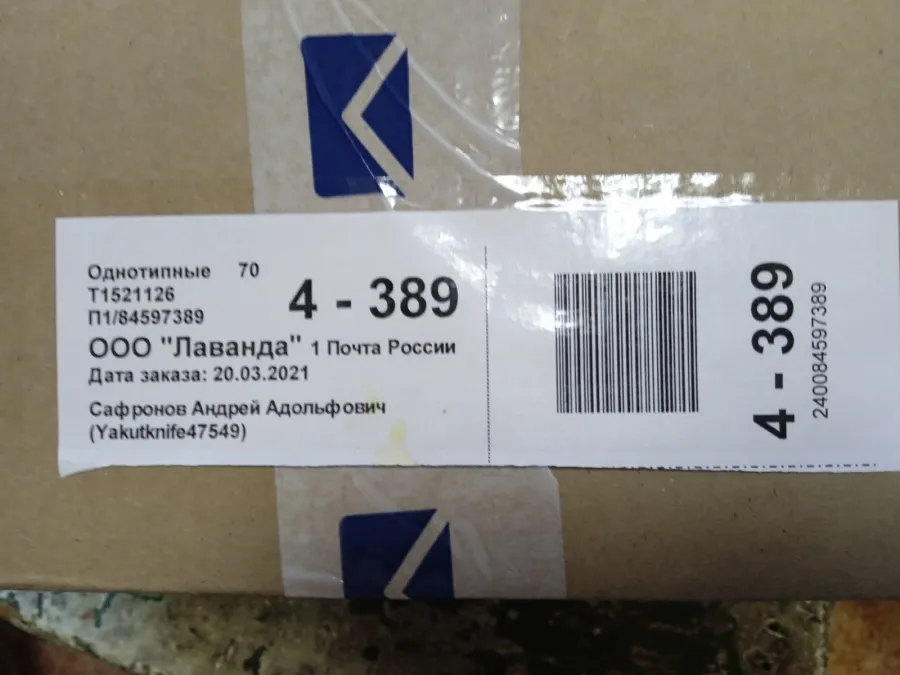 Однотипные 70
Т1521126
П1/84597389
4 - 389
ООО "Лаванда" 1 Почта России
Дата заказа: 20.03.2021
Сафронов Андрей Адольфович
(Yakutknife47549)
4 - 389
240084597389